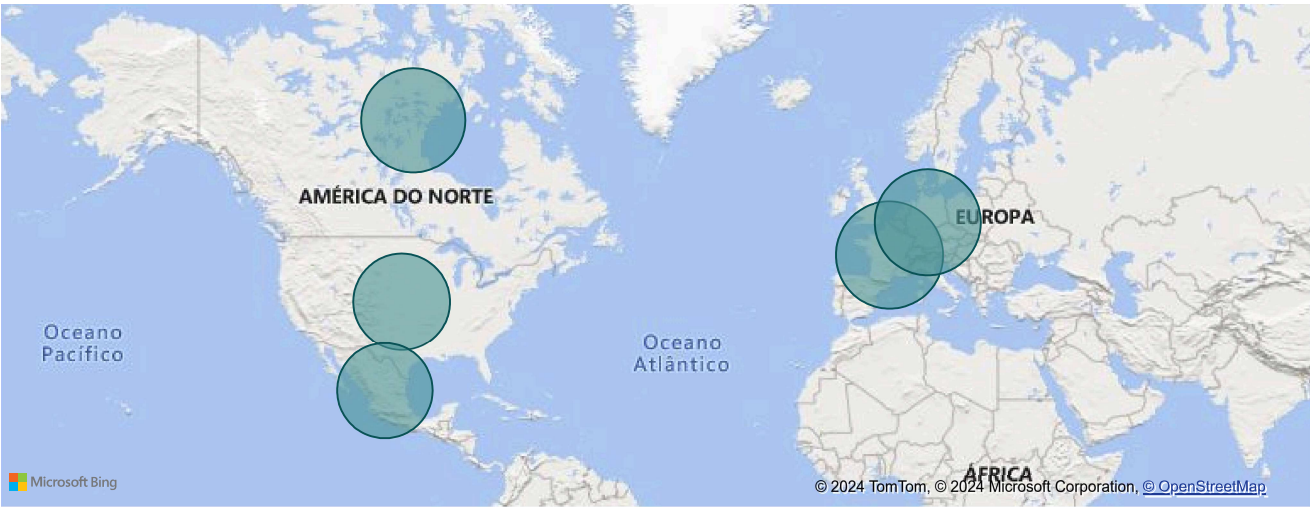 AMÉRICA DO NORTE
EUROPA
Oceano
Pacífico
Oceano
Atlântico
ÁFRICA
Microsoft Bing
© 2024 TomTom, © 2024 Microsoft Corporation, © OpenStreetMap